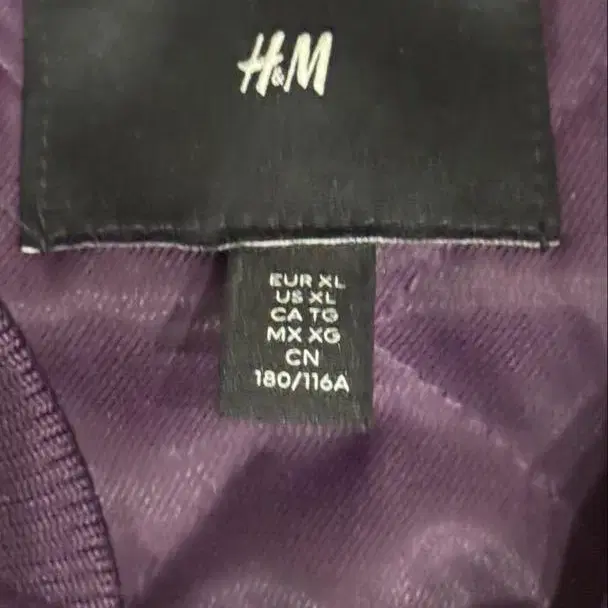 H&M
EUR XL
US XL
CA TG
MX XG
CN
180/116A